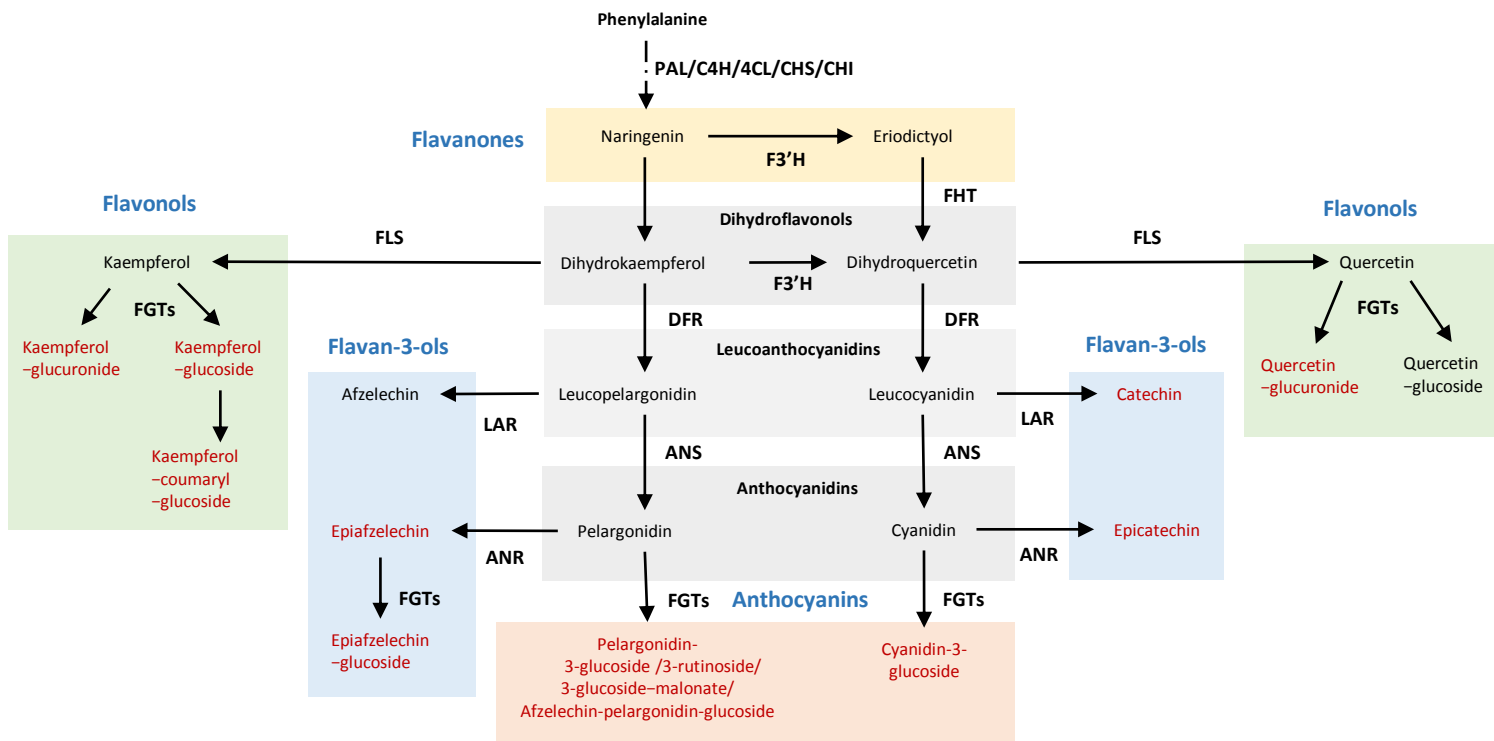 Phenylalanine
PAL/C4H/4CL/CHS/CHI
Flavanones
Naringenin
Eriodictyol
F3’H
FHT
Flavonols
Dihydroflavonols
Flavonols
FLS
FLS
Kaempferol
Dihydrokaempferol
Dihydroquercetin
Quercetin
F3’H
FGTs
FGTs
DFR
DFR
Kaempferol
−glucuronide
Kaempferol
−glucoside
Flavan-3-ols
Leucoanthocyanidins
Flavan-3-ols
Quercetin
−glucuronide
Quercetin
−glucoside
Afzelechin
Leucopelargonidin
Leucocyanidin
Catechin
LAR
LAR
ANS
ANS
Kaempferol
−coumaryl
−glucoside
Anthocyanidins
Epiafzelechin
Pelargonidin
Cyanidin
Epicatechin
ANR
ANR
FGTs
FGTs
Anthocyanins
FGTs
Epiafzelechin
−glucoside
Pelargonidin-
3-glucoside /3-rutinoside/
3-glucoside−malonate/
Afzelechin-pelargonidin-glucoside
Cyanidin-3-
glucoside